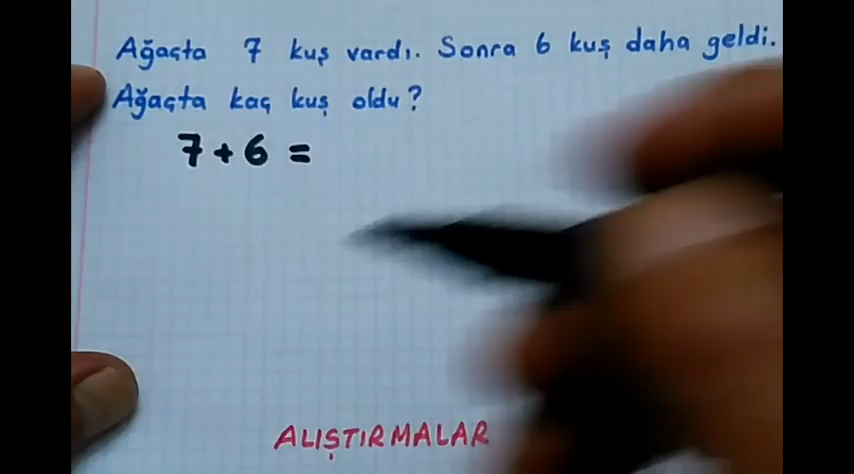 Ağaçta 7 kuş vardı. Sonra 6 kuş daha geldi.
Ağaçta kaç kuş oldu?
7+6 =
ALIŞTIRMALAR